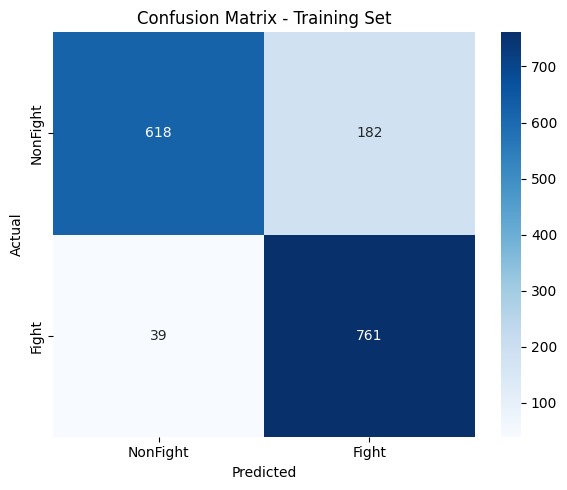 Confusion Matrix - Training Set
NonFight
618
182
Fight
39
761
Actual
NonFight
Fight
Predicted
700
600
500
400
300
200
100